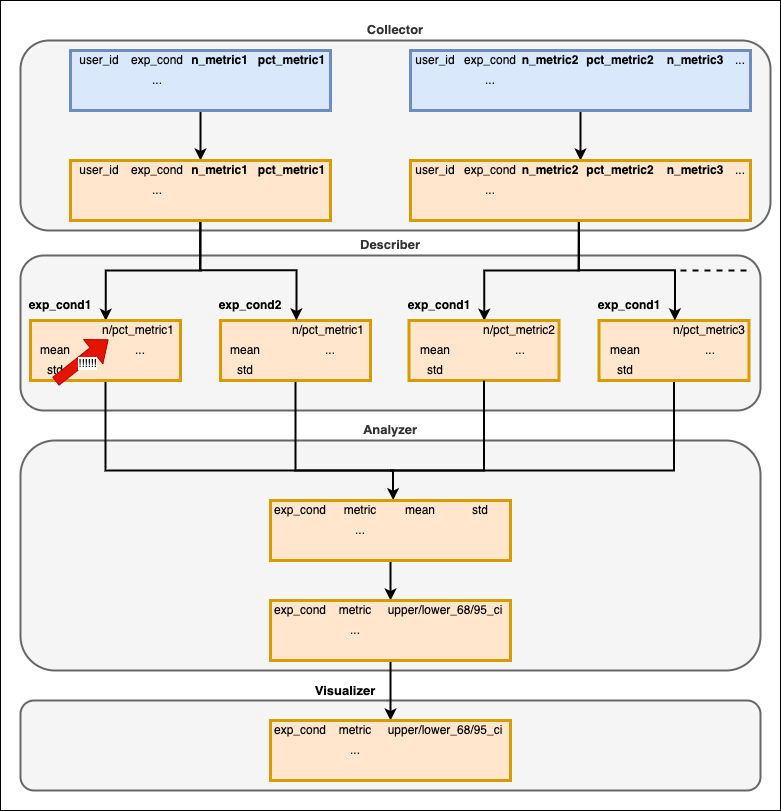 Collector
user_id exp_cond n_metric1 pct_metric1
...
user_id exp_cond n_metric2 pct_metric2 n_metric3 ...
...
user_id exp_cond n_metric1 pct_metric1
...
user_id exp_cond n_metric2 pct_metric2 n_metric3 ...
...
Describer
exp_cond1
n/pct_metric1
mean ...
std !!!!!!
exp_cond2
n/pct_metric1
mean ...
std
exp_cond1
n/pct_metric2
mean ...
std
exp_cond1
n/pct_metric3
mean ...
std
Analyzer
exp_cond metric mean std
...
exp_cond metric upper/lower_68/95_ci
...
Visualizer
exp_cond metric upper/lower_68/95_ci
...